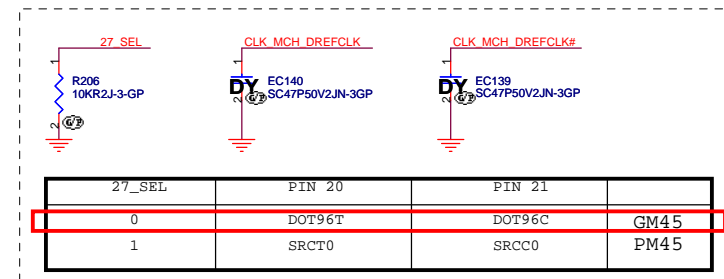 27_SEL CLK_MCH_DREFCLK CLK_MCH_DREFCLK#
1 1 1
R206 DY EC140 DY EC139
10KR2J-3-GP SC47P50V2JN-3GP SC47P50V2JN-3GP
2 2 2
27_SEL PIN 20 PIN 21
0 DOT96T DOT96C GM45
1 SRCT0 SRCC0 PM45